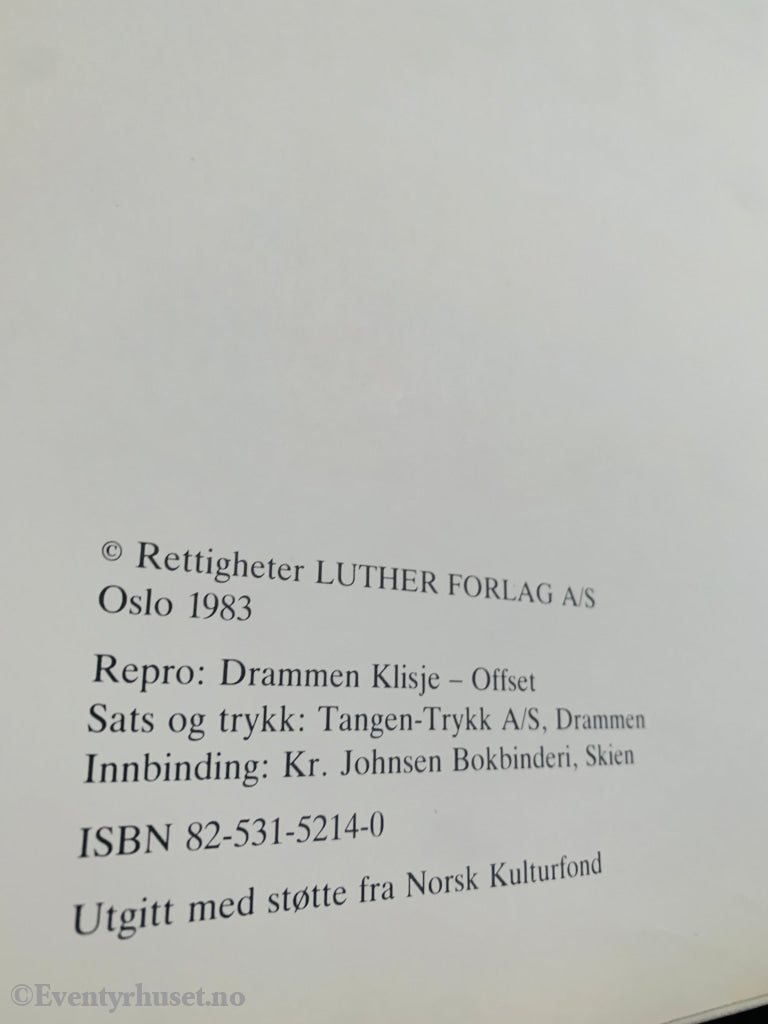 © Rettigheter LUTHER FORLAG A/S
Oslo 1983
Repro: Drammen Klisje – Offset
Sats og trykk: Tangen-Trykk A/S, Drammen
Innbinding: Kr. Johnsen Bokbinderi, Skien
ISBN 82-531-5214-0
Utgitt med støtte fra Norsk Kulturfond
©Eventyrhuset.no